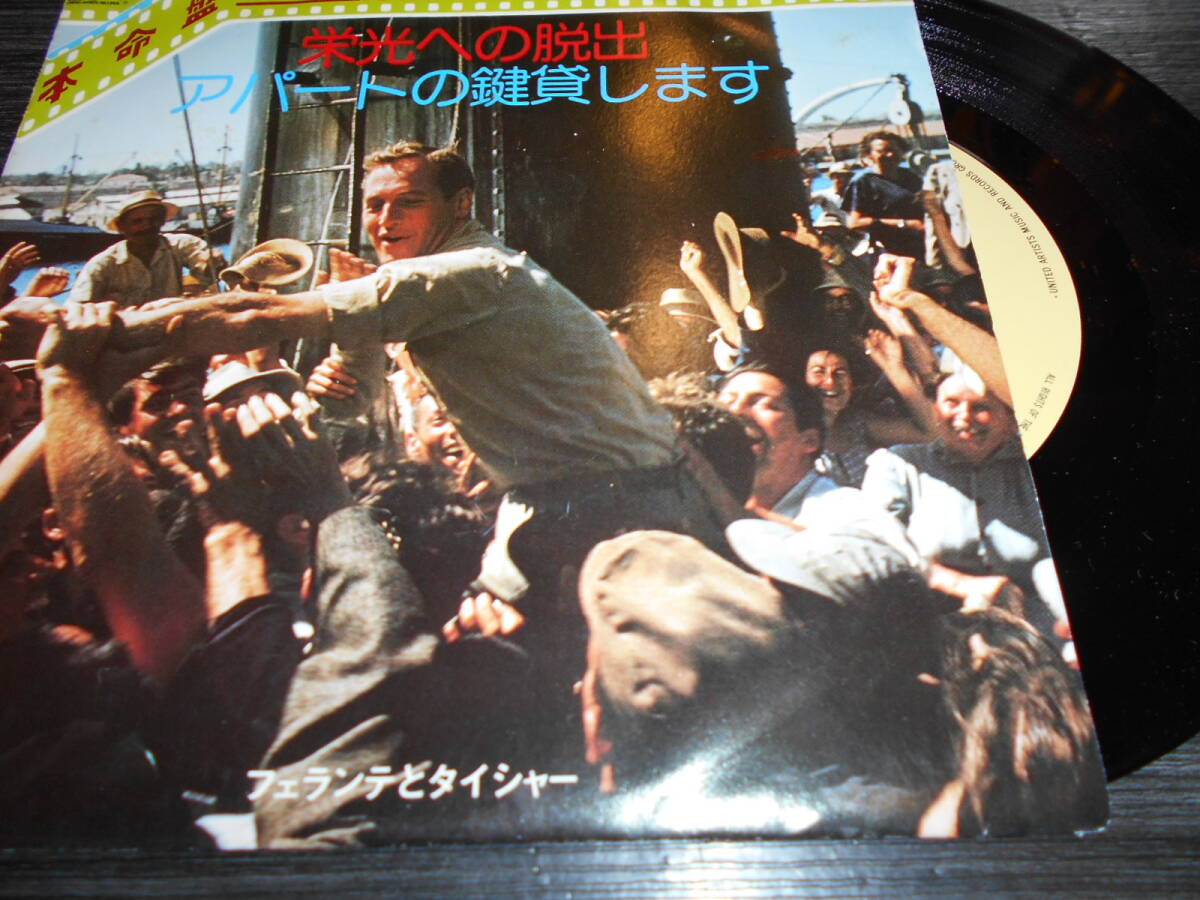 本命盤
栄光への脱出
アパートの鍵貸します
フェランテとタイシャー
• UNITED ARTISTS MUSIC AND RECORDS GRO
ALL RIGHTS OF THE